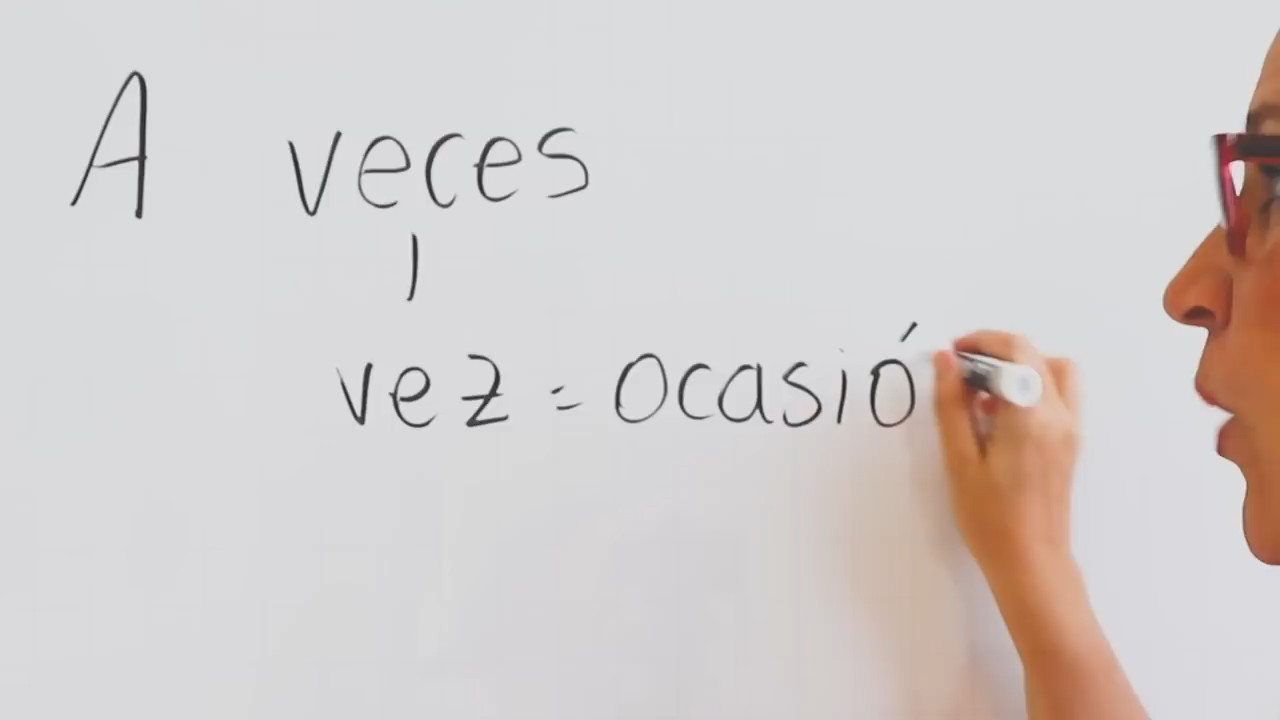 A veces
vez = ocasió